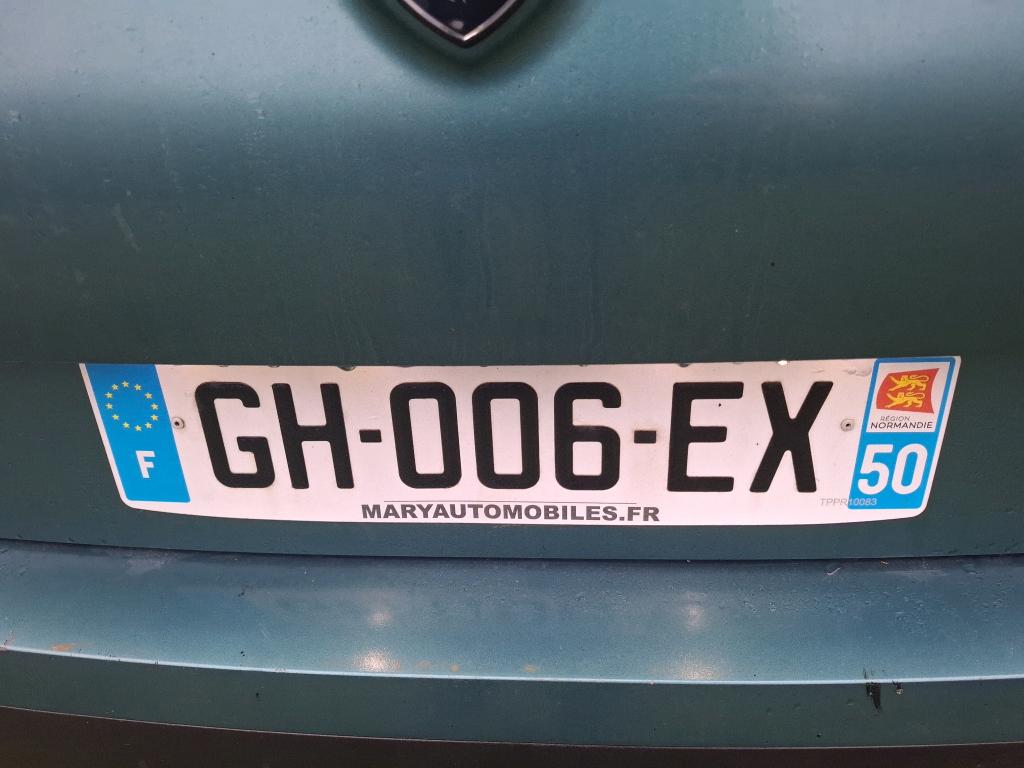 F
GH-006-EX
RÉGION
NORMANDIE
50
TPPR10083
MARYAUTOMOBILES.FR